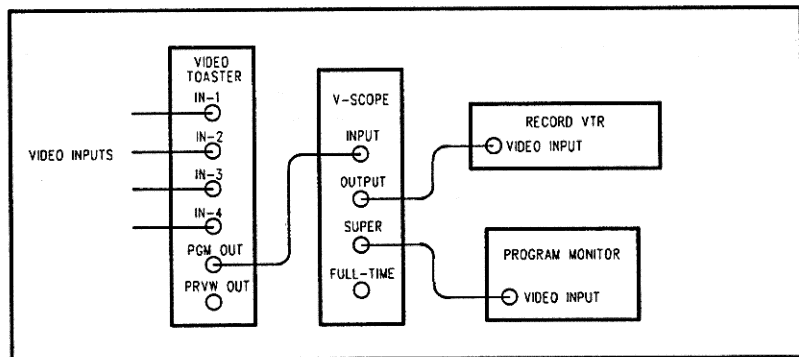 VIDEO
TOASTER
IN-1
IN-2
VIDEO INPUTS
IN-3
IN-4
PGM OUT
PRVW OUT
V-SCOPE
INPUT
OUTPUT
SUPER
FULL-TIME
RECORD VTR
VIDEO INPUT
PROGRAM MONITOR
VIDEO INPUT